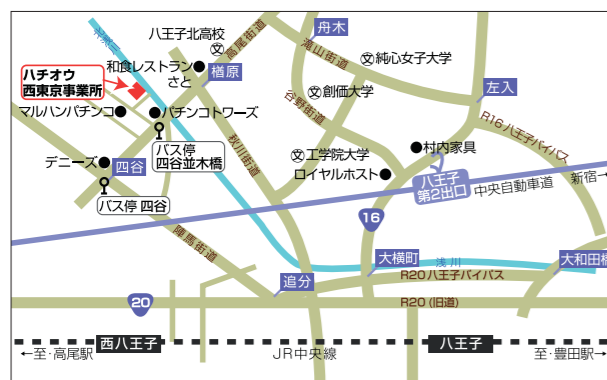 舟木
八王子北高校
高尾街道
滝山街道
純心女子大学
和食レストラン
さと
楢原
ハチオウ
西東京事業所
左入
創価大学
谷野街道
マルハンパチンコ
パチンコトワーズ
R16 八王子バイパス
秋川街道
バス停
四谷並木橋
工学院大学
村内家具
デニーズ
四谷
ロイヤルホスト
八王子
第2出口
中央自動車道
新宿→
バス停 四谷
16
陣馬街道
浅川
大横町
大和田橋
追分
R20 八王子バイパス
20
R20 (旧道)
西八王子
八王子
←至・高尾駅
JR中央線
至・豊田駅→